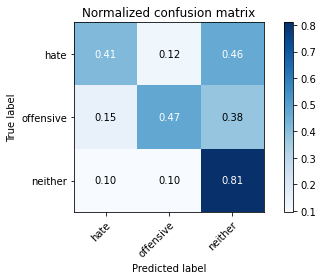 Normalized confusion matrix
True label
hate
0.41 0.12 0.46
offensive
0.15 0.47 0.38
neither
0.10 0.10 0.81
hate offensive neither
Predicted label
0.8
0.7
0.6
0.5
0.4
0.3
0.2
0.1